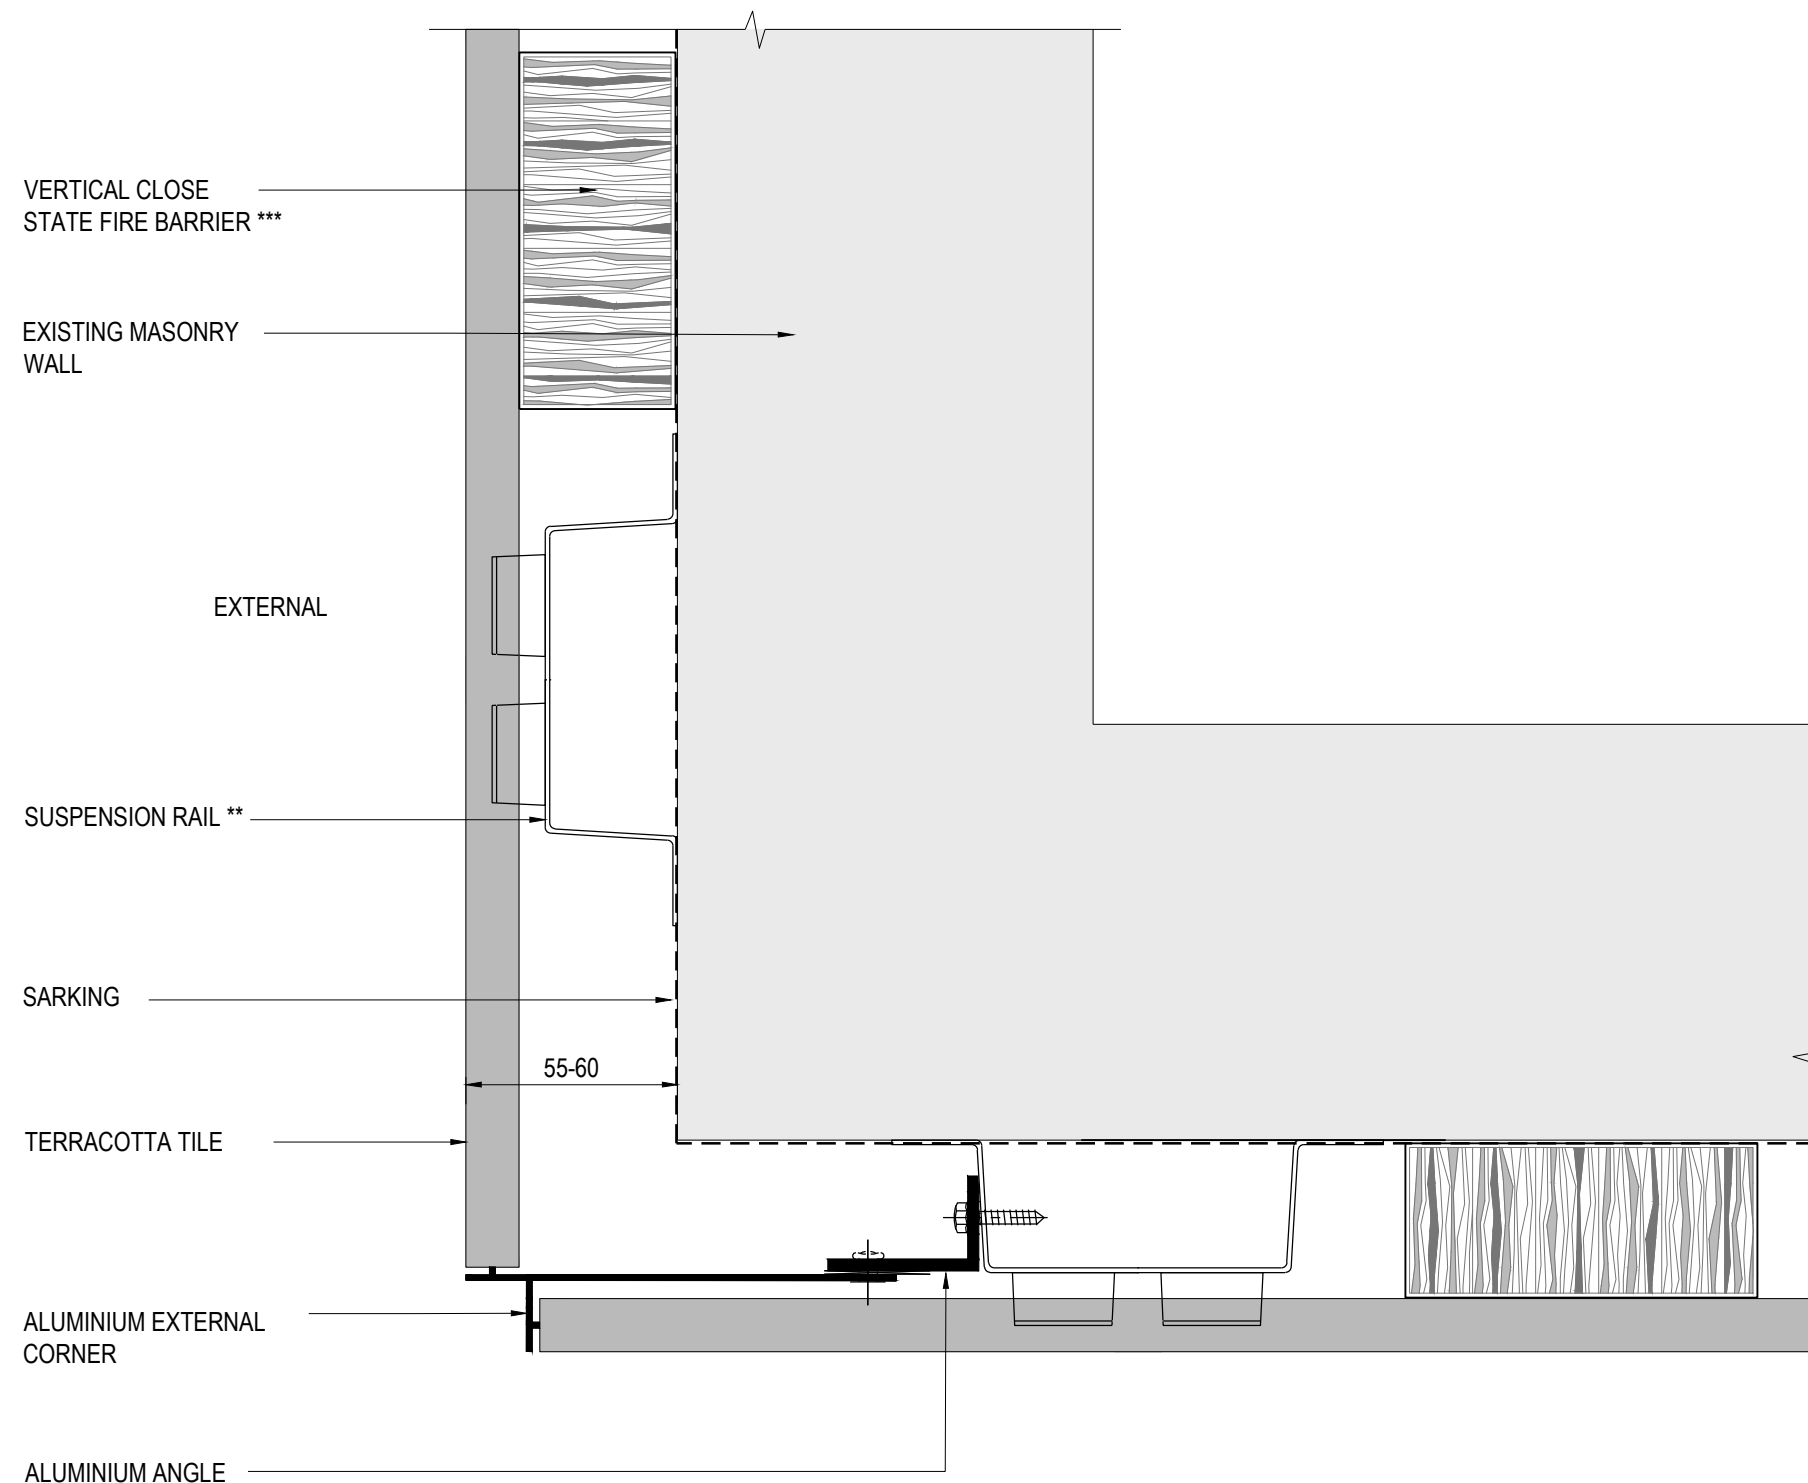 VERTICAL CLOSE
STATE FIRE BARRIER ***
EXISTING MASONRY
WALL
EXTERNAL
SUSPENSION RAIL **
SARKING
55-60
TERRACOTTA TILE
ALUMINIUM EXTERNAL
CORNER
ALUMINIUM ANGLE